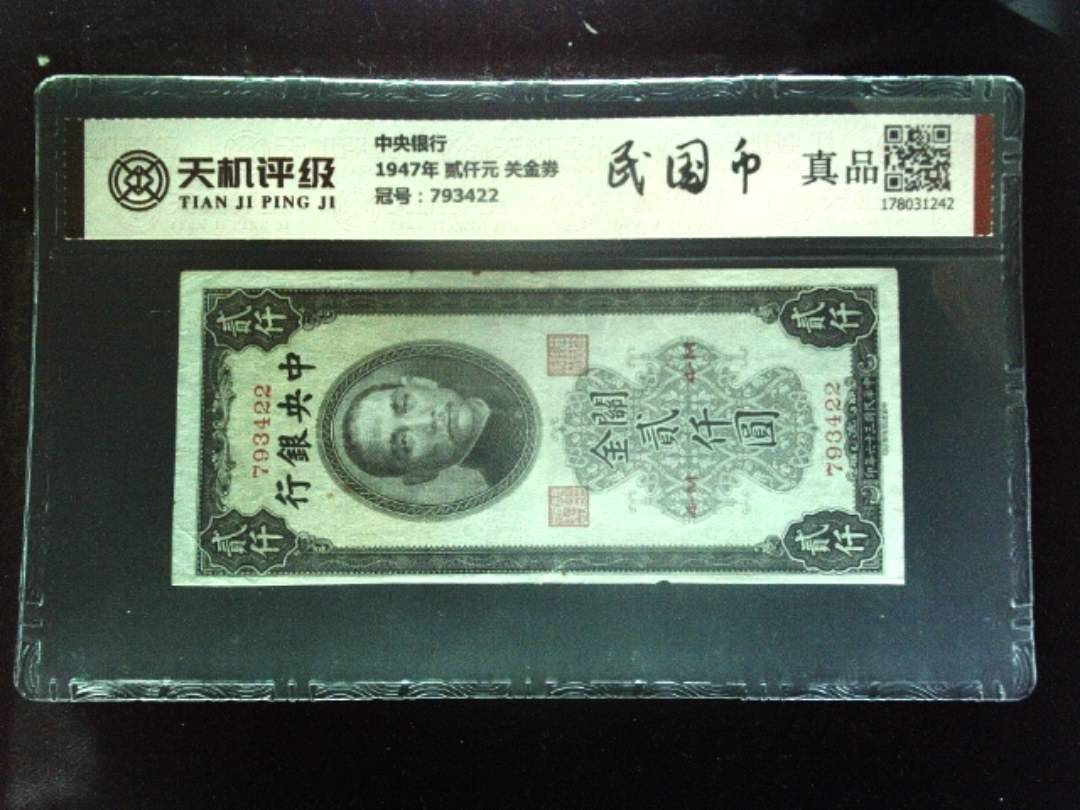 天机评级
TIAN JI PING JI
中央银行
1947年 贰仟元 关金券
冠号：793422
民国币
真品
178031242
貳仟
貳仟
中央銀行
793422
關金
貳仟圓
4-M
4-M
793422
貳仟
貳仟